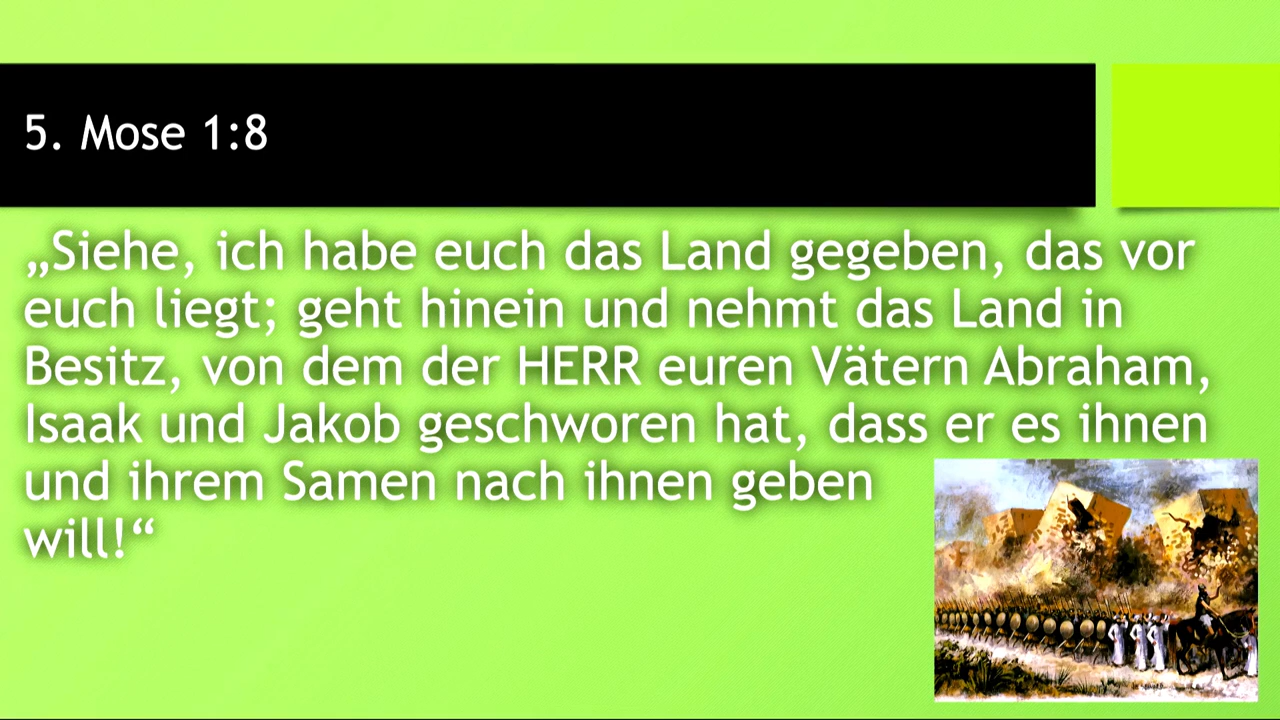 5. Mose 1:8
„Siehe, ich habe euch das Land gegeben, das vor
euch liegt; geht hinein und nehmt das Land in
Besitz, von dem der HERR euren Vätern Abraham,
Isaak und Jakob geschworen hat, dass er es ihnen
und ihrem Samen nach ihnen geben
will!“